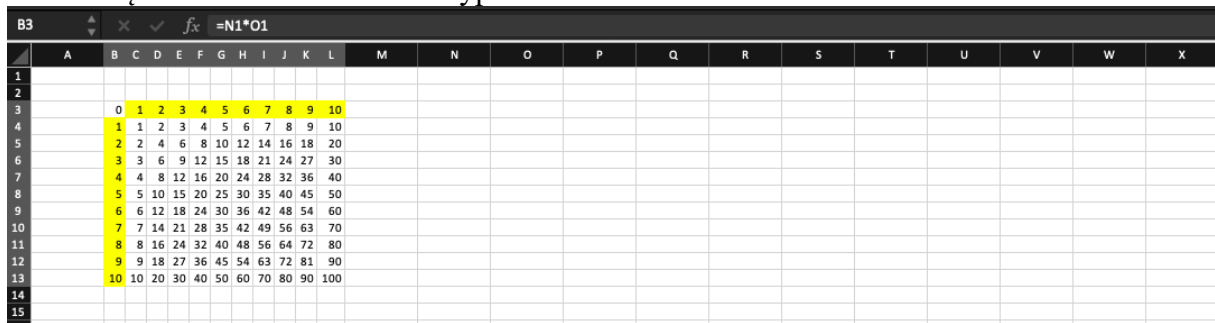 B3 fx =N1*O1
A B C D E F G H I J K L M N O P Q R S T U V W X
1
2
3 0 1 2 3 4 5 6 7 8 9 10
4 1 1 2 3 4 5 6 7 8 9 10
5 2 2 4 6 8 10 12 14 16 18 20
6 3 3 6 9 12 15 18 21 24 27 30
7 4 4 8 12 16 20 24 28 32 36 40
8 5 5 10 15 20 25 30 35 40 45 50
9 6 6 12 18 24 30 36 42 48 54 60
10 7 7 14 21 28 35 42 49 56 63 70
11 8 8 16 24 32 40 48 56 64 72 80
12 9 9 18 27 36 45 54 63 72 81 90
13 10 10 20 30 40 50 60 70 80 90 100
14
15